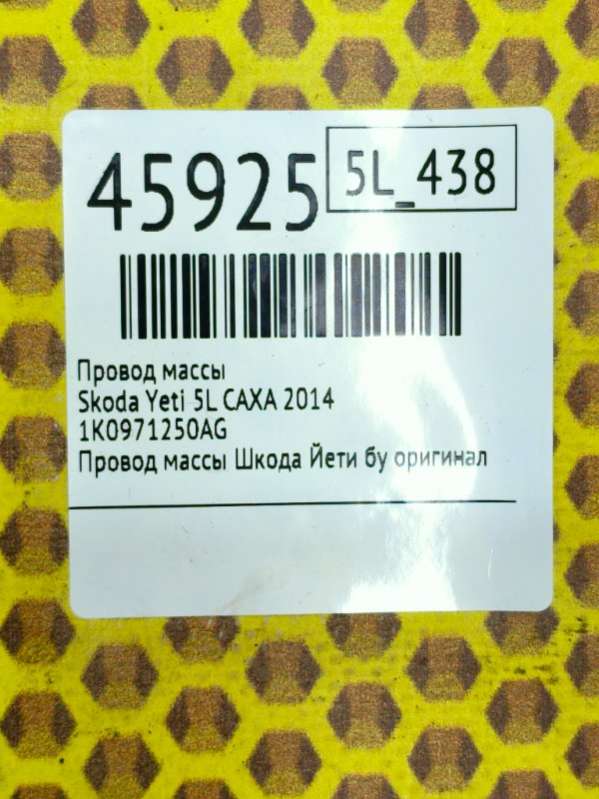 45925
5L_438
Провод массы
Skoda Yeti 5L CAXA 2014
1K0971250AG
Провод массы Шкода Йети бу оригинал